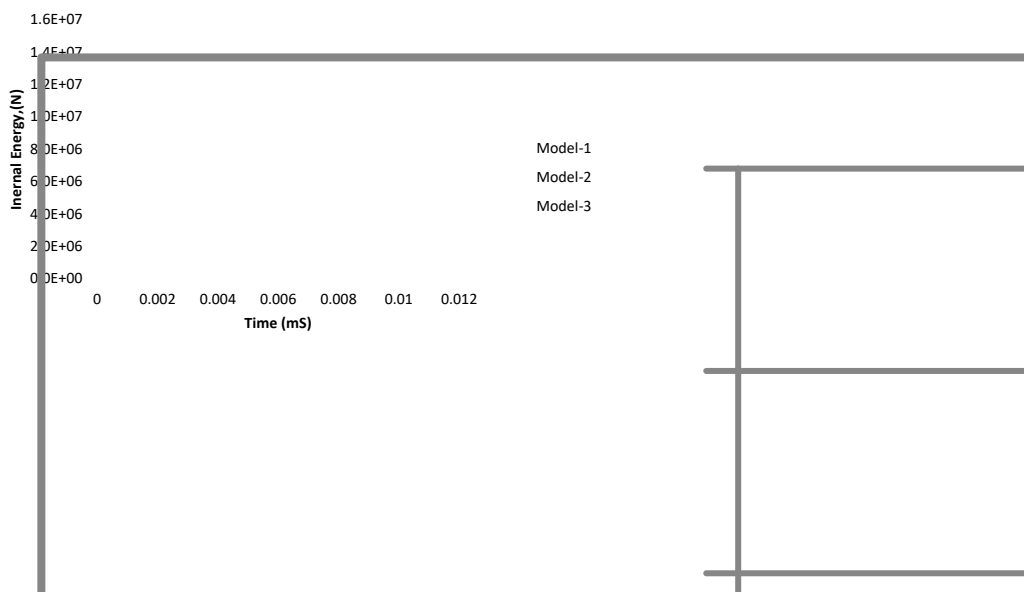 1.6E+07
1.4E+07
1.2E+07
1.0E+07
8.0E+06
6.0E+06
4.0E+06
2.0E+06
0.0E+00
Inernal Energy,(N)
Model-1
Model-2
Model-3
0 0.002 0.004 0.006 0.008 0.01 0.012
Time (mS)